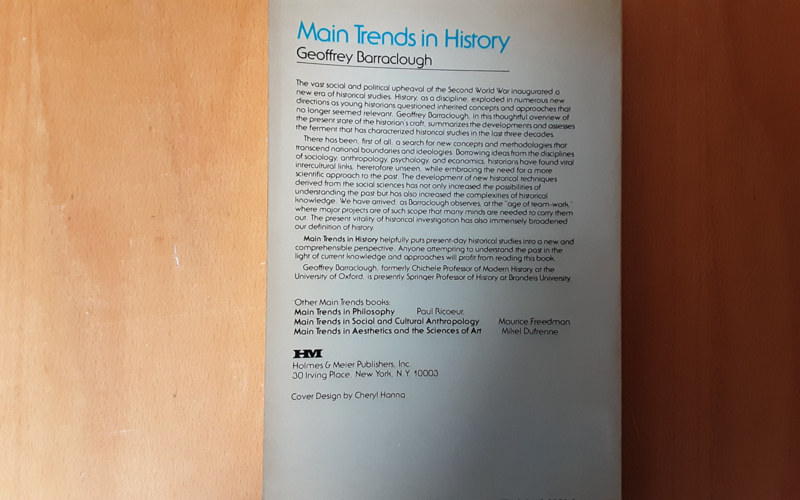 Main Trends in History
Geoffrey Barraclough
The vast social and political upheaval of the Second World War inaugurated a
new era of historical studies. History, as a discipline, exploded in numerous new
directions as young historians questioned inherited concepts and approaches that
no longer seemed relevant. Geoffrey Barraclough, in this thoughtful overview of
the present state of the historian's craft, summarizes the developments and assesses
the ferment that has characterized historical studies in the last three decades.
There has been, first of all, a search for new concepts and methodologies that
transcend national boundaries and ideologies. Borrowing ideas from the disciplines
of sociology, anthropology, psychology, and economics, historians have found vital
intercultural links, heretofore unseen, while embracing the need for a more
scientific approach to the past. The development of new historical techniques
derived from the social sciences has not only increased the possibilities of
understanding the past but has also increased the complexities of historical
knowledge. We have arrived, as Barraclough observes, at the "age of team-work,"
where major projects are of such scope that many minds are needed to carry them
out. The present vitality of historical investigation has also immensely broadened
our definition of history.
Main Trends in History helpfully puts present-day historical studies into a new and
comprehensible perspective. Anyone attempting to understand the past in the
light of current knowledge and approaches will profit from reading this book.
Geoffrey Barraclough, formerly Chichele Professor of Modern History at the
University of Oxford, is presently Springer Professor of History at Brandeis University.
Other Main Trends books:
Main Trends in Philosophy Paul Ricoeur
Main Trends in Social and Cultural Anthropology Maurice Freedman
Main Trends in Aesthetics and the Sciences of Art Mikel Dufrenne
HM
Holmes & Meier Publishers, Inc.
30 Irving Place, New York, N.Y. 10003
Cover Design by Cheryl Hanna